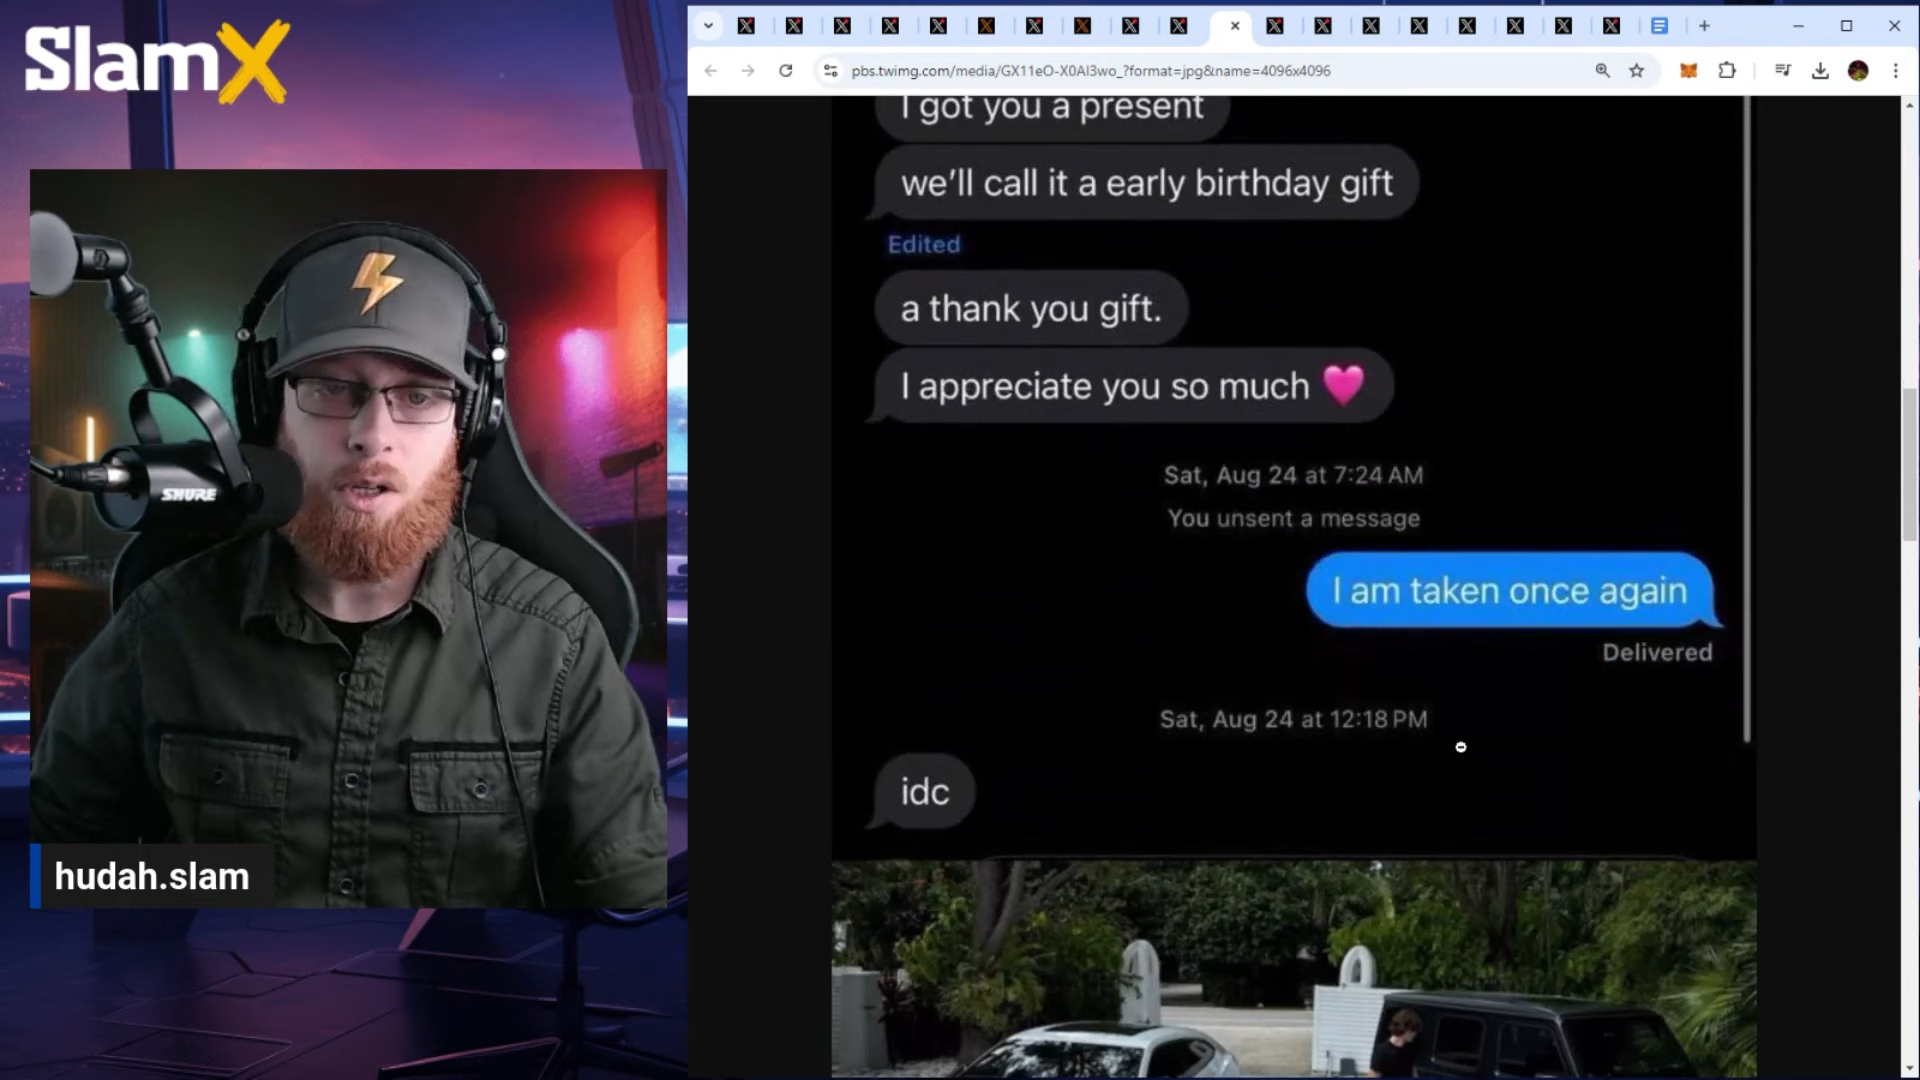 SlamX
SHURE
hudah.slam
pbs.twimg.com/media/GX11eO-X0AI3wo_?format=jpg&name=4096x4096
I got you a present
we'll call it a early birthday gift
Edited
a thank you gift.
I appreciate you so much 💗
Sat, Aug 24 at 7:24 AM
You unsent a message
I am taken once again
Delivered
Sat, Aug 24 at 12:18 PM
idc